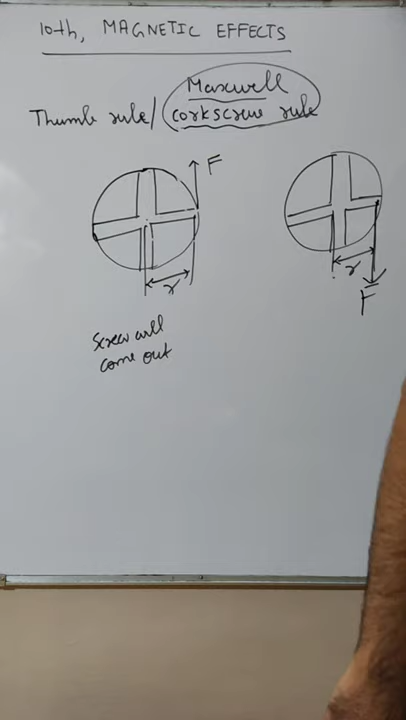 10th, MAGNETIC EFFECTS
Maxwell
Thumb rule/ corkscrew rule
F
r
Screw will
come out
r
F